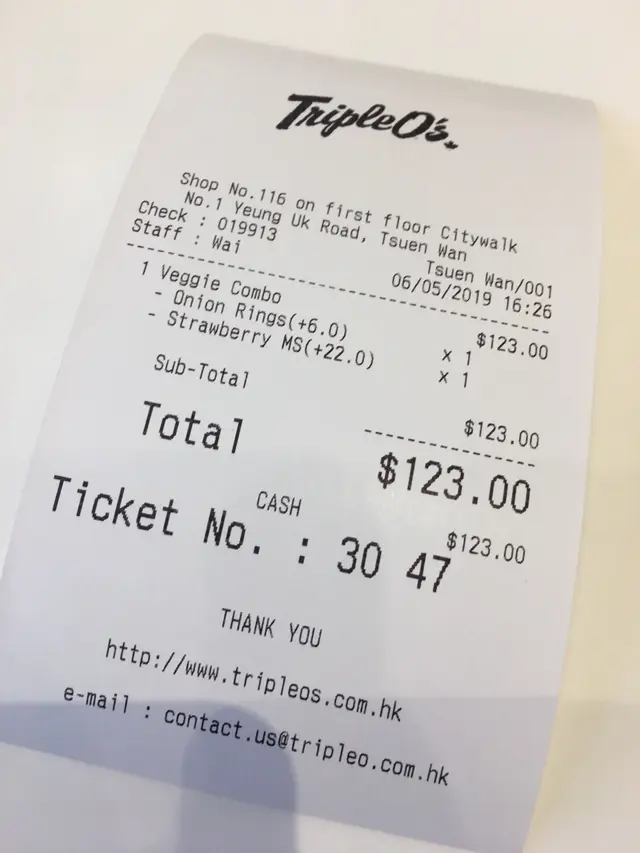 Triple O's
Shop No.116 on first floor Citywalk
No.1 Yeung Uk Road, Tsuen Wan
Check : 019913 Tsuen Wan/001
Staff : Wai 06/05/2019 16:26
1 Veggie Combo $123.00
- Onion Rings(+6.0) x 1
- Strawberry MS(+22.0) x 1
Sub-Total $123.00
Total $123.00
CASH $123.00
Ticket No. : 30 47
THANK YOU
http://www.tripleos.com.hk
e-mail : contact.us@tripleo.com.hk